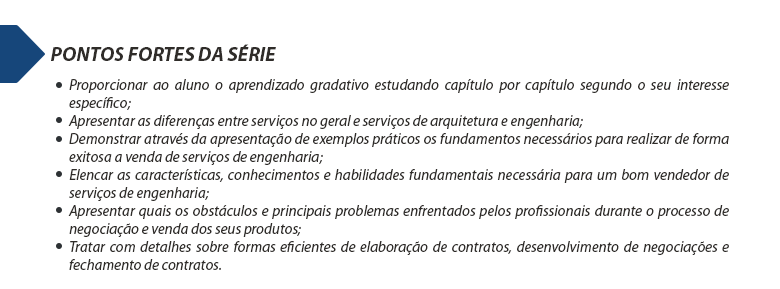 PONTOS FORTES DA SÉRIE
• Proporcionar ao aluno o aprendizado gradativo estudando capítulo por capítulo segundo o seu interesse
específico;
• Apresentar as diferenças entre serviços no geral e serviços de arquitetura e engenharia;
• Demonstrar através da apresentação de exemplos práticos os fundamentos necessários para realizar de forma
exitosa a venda de serviços de engenharia;
• Elencar as características, conhecimentos e habilidades fundamentais necessária para um bom vendedor de
serviços de engenharia;
• Apresentar quais os obstáculos e principais problemas enfrentados pelos profissionais durante o processo de
negociação e venda dos seus produtos;
• Tratar com detalhes sobre formas eficientes de elaboração de contratos, desenvolvimento de negociações e
fechamento de contratos.